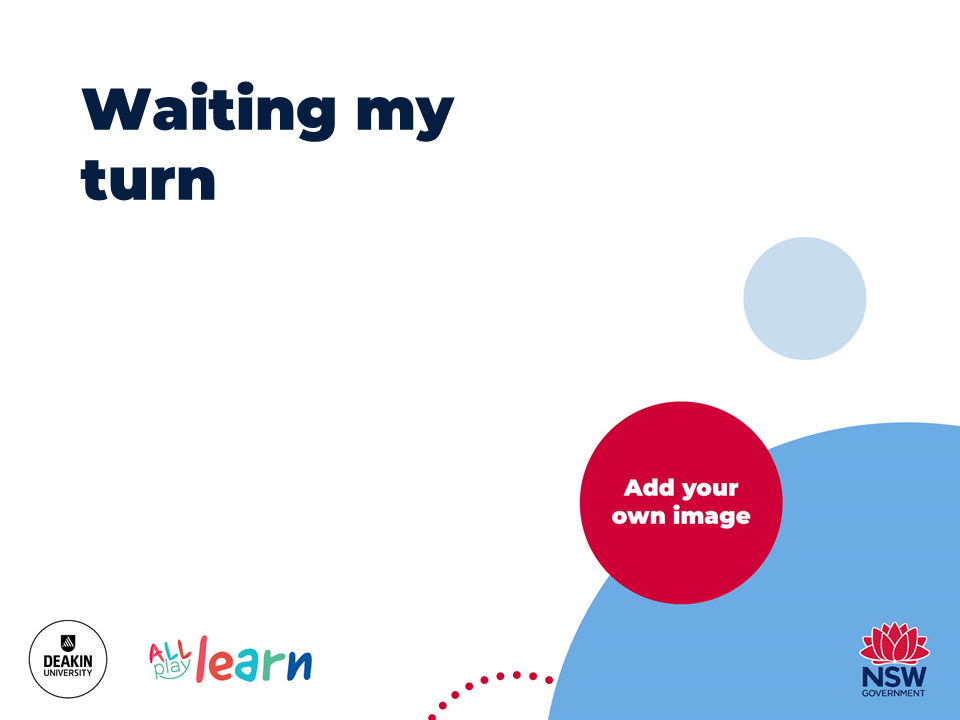 Waiting my
turn
Add your
own image
DEAKIN
UNIVERSITY
ALL
play
learn
NSW
GOVERNMENT